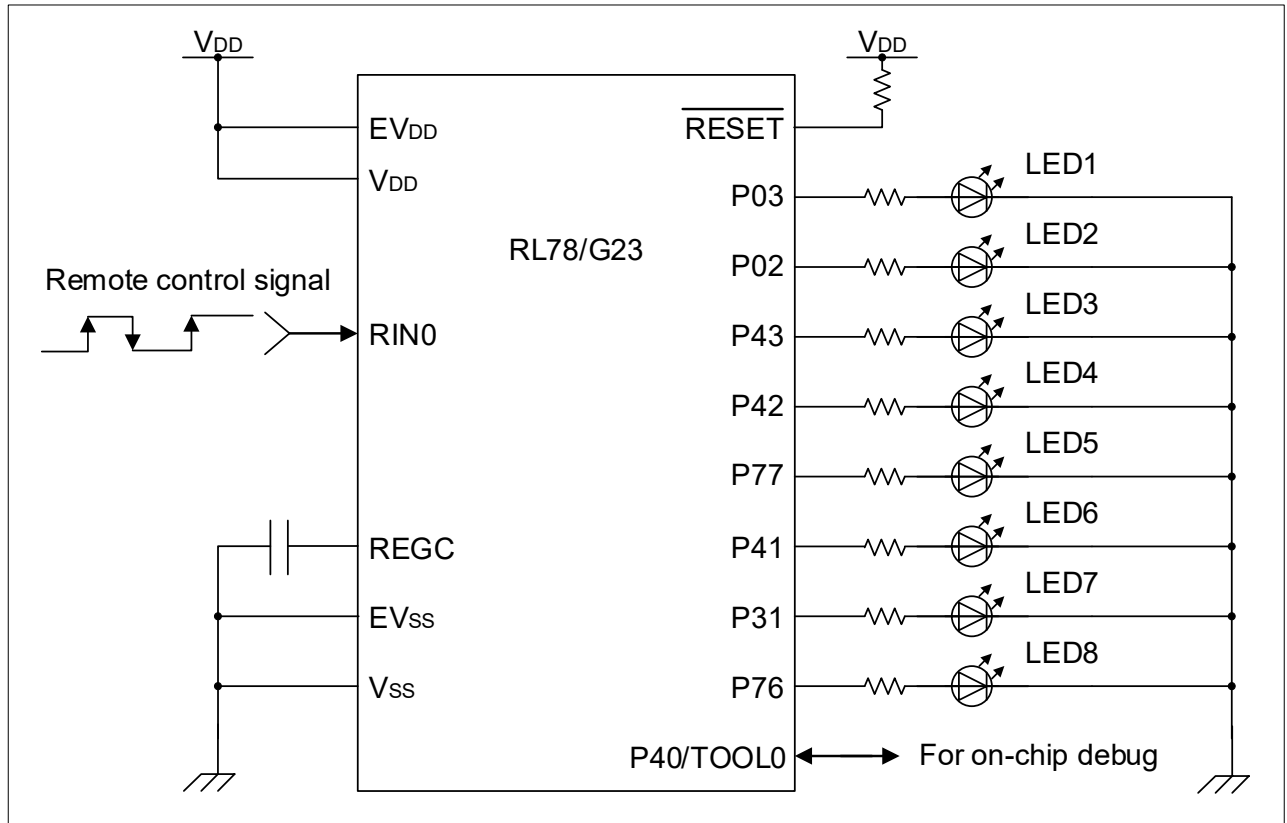 VDD
VDD
EVDD
RESET
VDD
P03
LED1
RL78/G23
P02
LED2
Remote control signal
RIN0
P43
LED3
P42
LED4
P77
LED5
REGC
P41
LED6
EVSS
P31
LED7
VSS
P76
LED8
P40/TOOL0
For on-chip debug